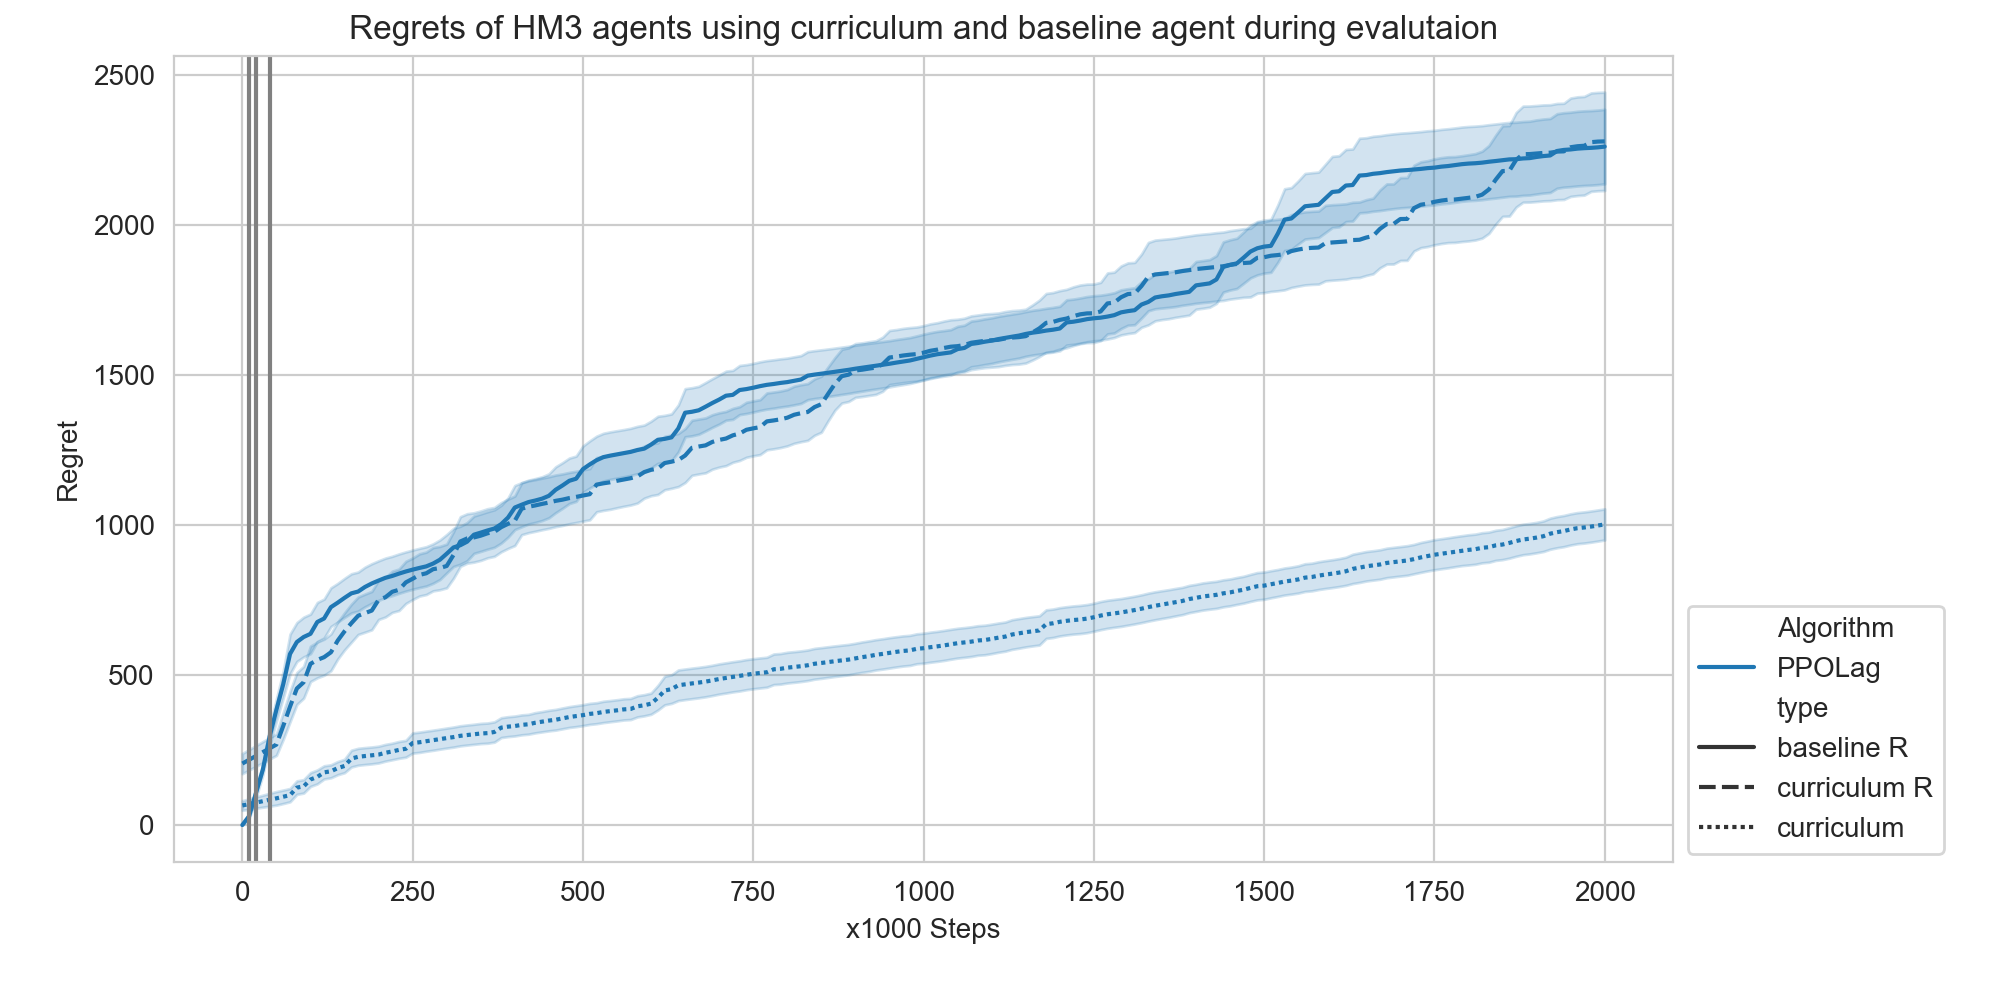 Regrets of HM3 agents using curriculum and baseline agent during evalutaion
2500
2000
1500
1000
500
0
Regret
0 250 500 750 1000 1250 1500 1750 2000
x1000 Steps
Algorithm
PPOLag
type
baseline R
curriculum R
curriculum